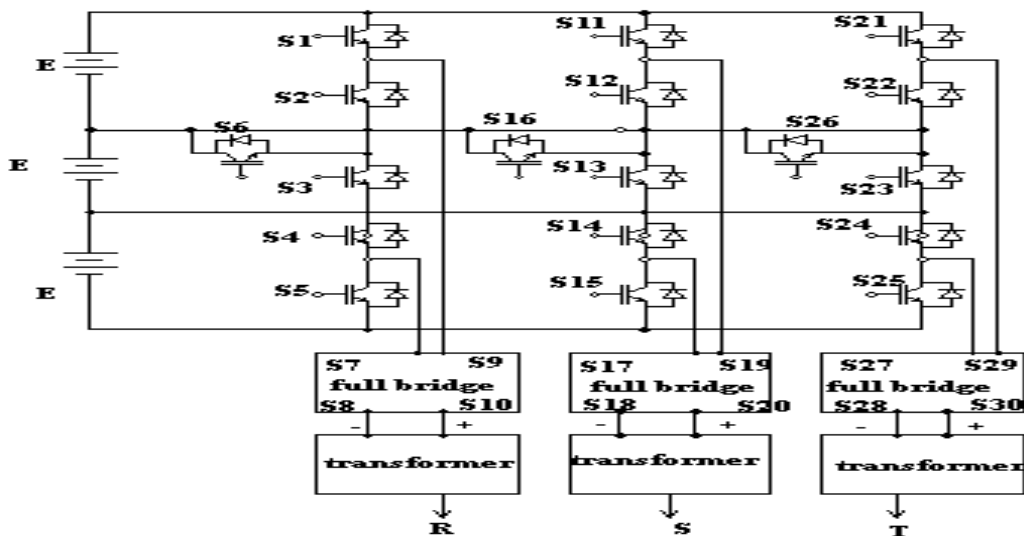 S1
S11
S21
E
S2
S12
S22
S6
S16
S26
E
S3
S13
S23
S4
S14
S24
E
S5
S15
S25
S7
S9
full bridge
S8
S10
S17
S19
full bridge
S18
S20
S27
S29
full bridge
S28
S30
- +
- +
- +
transformer
transformer
transformer
R
S
T